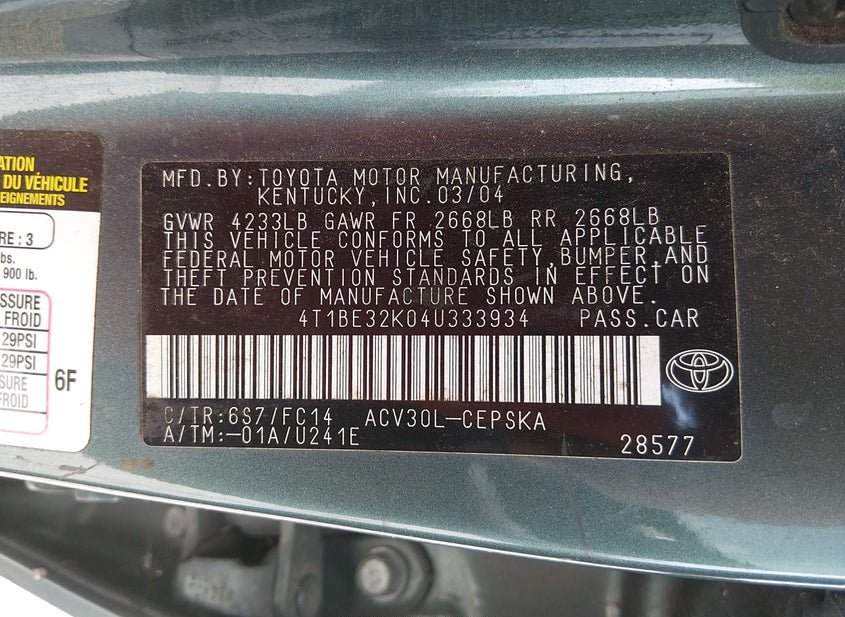 ATION
DU VÉHICULE
EIGNEMENTS
RE : 3
bs.
900 lb.
SSURE
FROID
29PSI
29PSI
SSURE
FROID
6F
MFD.BY:TOYOTA MOTOR MANUFACTURING,
KENTUCKY,INC.03/04
GVWR 4233LB GAWR FR 2668LB RR 2668LB
THIS VEHICLE CONFORMS TO ALL APPLICABLE
FEDERAL MOTOR VEHICLE SAFETY,BUMPER,AND
THEFT PREVENTION STANDARDS IN EFFECT ON
THE DATE OF MANUFACTURE SHOWN ABOVE.
4T1BE32K04U333934 PASS.CAR
C/TR:6S7/FC14 ACV30L-CEPSKA
A/TM:-01A/U241E
28577